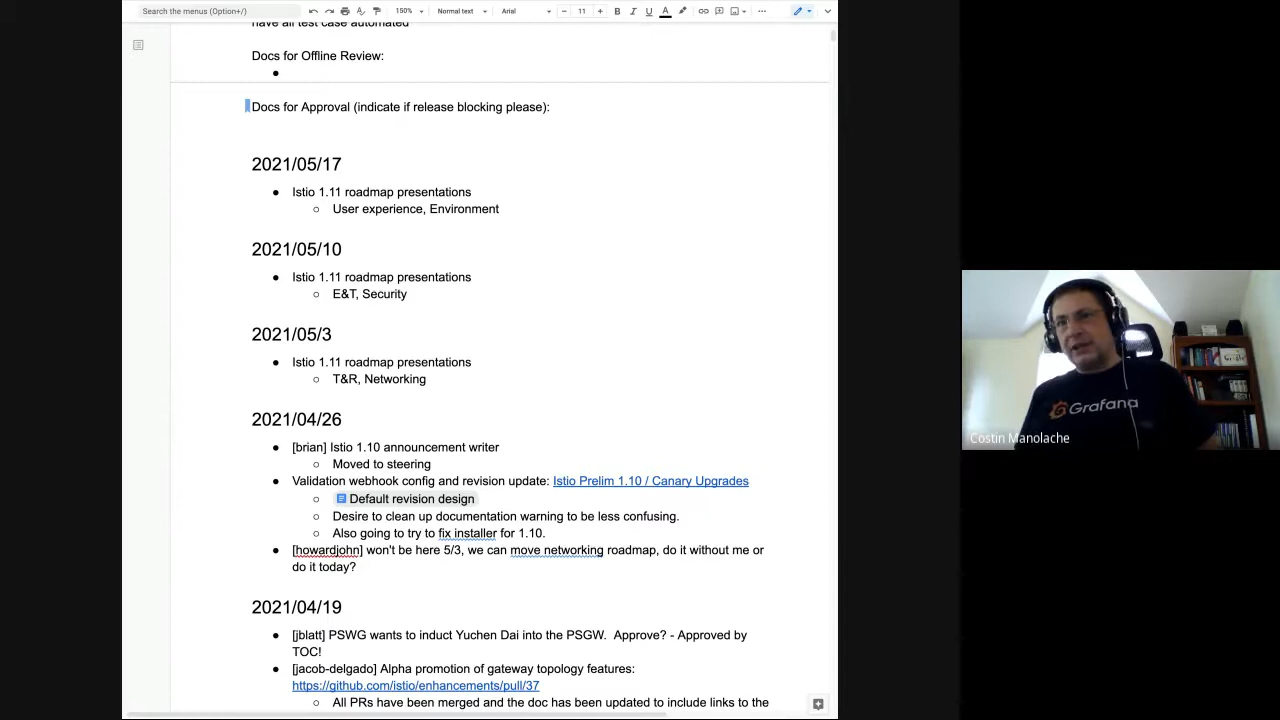 Search the menus (Option+/)
150%
Normal text
Arial
11
B
I
U
A
have all test case automated
Docs for Offline Review:
●
Docs for Approval (indicate if release blocking please):
2021/05/17
● Istio 1.11 roadmap presentations
○ User experience, Environment
2021/05/10
● Istio 1.11 roadmap presentations
○ E&T, Security
2021/05/3
● Istio 1.11 roadmap presentations
○ T&R, Networking
2021/04/26
● [brian] Istio 1.10 announcement writer
○ Moved to steering
● Validation webhook config and revision update: Istio Prelim 1.10 / Canary Upgrades
○ Default revision design
○ Desire to clean up documentation warning to be less confusing.
○ Also going to try to fix installer for 1.10.
● [howardjohn] won't be here 5/3, we can move networking roadmap, do it without me or
do it today?
2021/04/19
● [jblatt] PSWG wants to induct Yuchen Dai into the PSGW.  Approve? - Approved by
TOC!
● [jacob-delgado] Alpha promotion of gateway topology features:
https://github.com/istio/enhancements/pull/37
○ All PRs have been merged and the doc has been updated to include links to the
Grafana
Costin Manolache